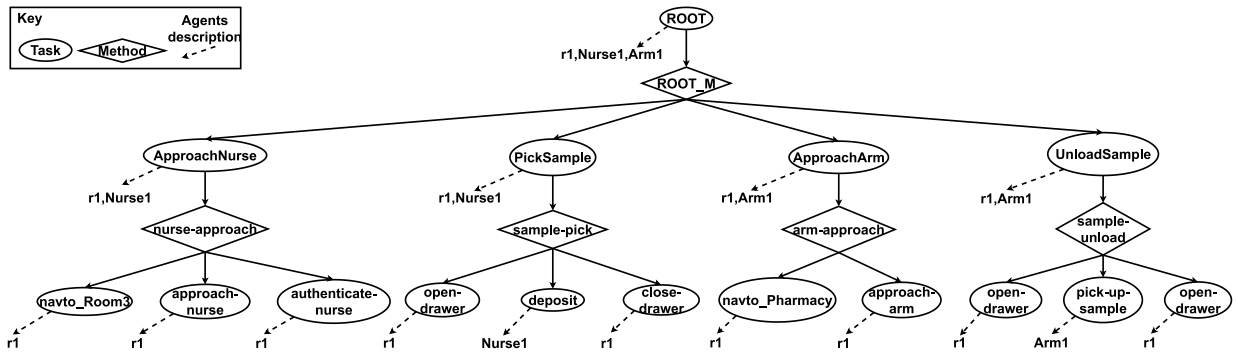 Key
Agents
description
Task
Method
ROOT
r1,Nurse1,Arm1
ROOT_M
ApproachNurse
PickSample
ApproachArm
UnloadSample
r1,Nurse1
r1,Nurse1
r1,Arm1
r1,Arm1
nurse-approach
sample-pick
arm-approach
sample-
unload
navto_Room3
approach-
nurse
authenticate-
nurse
open-
drawer
deposit
close-
drawer
navto_Pharmacy
approach-
arm
open-
drawer
pick-up-
sample
open-
drawer
r1
r1
r1
r1
Nurse1
r1
r1
r1
r1
Arm1
r1